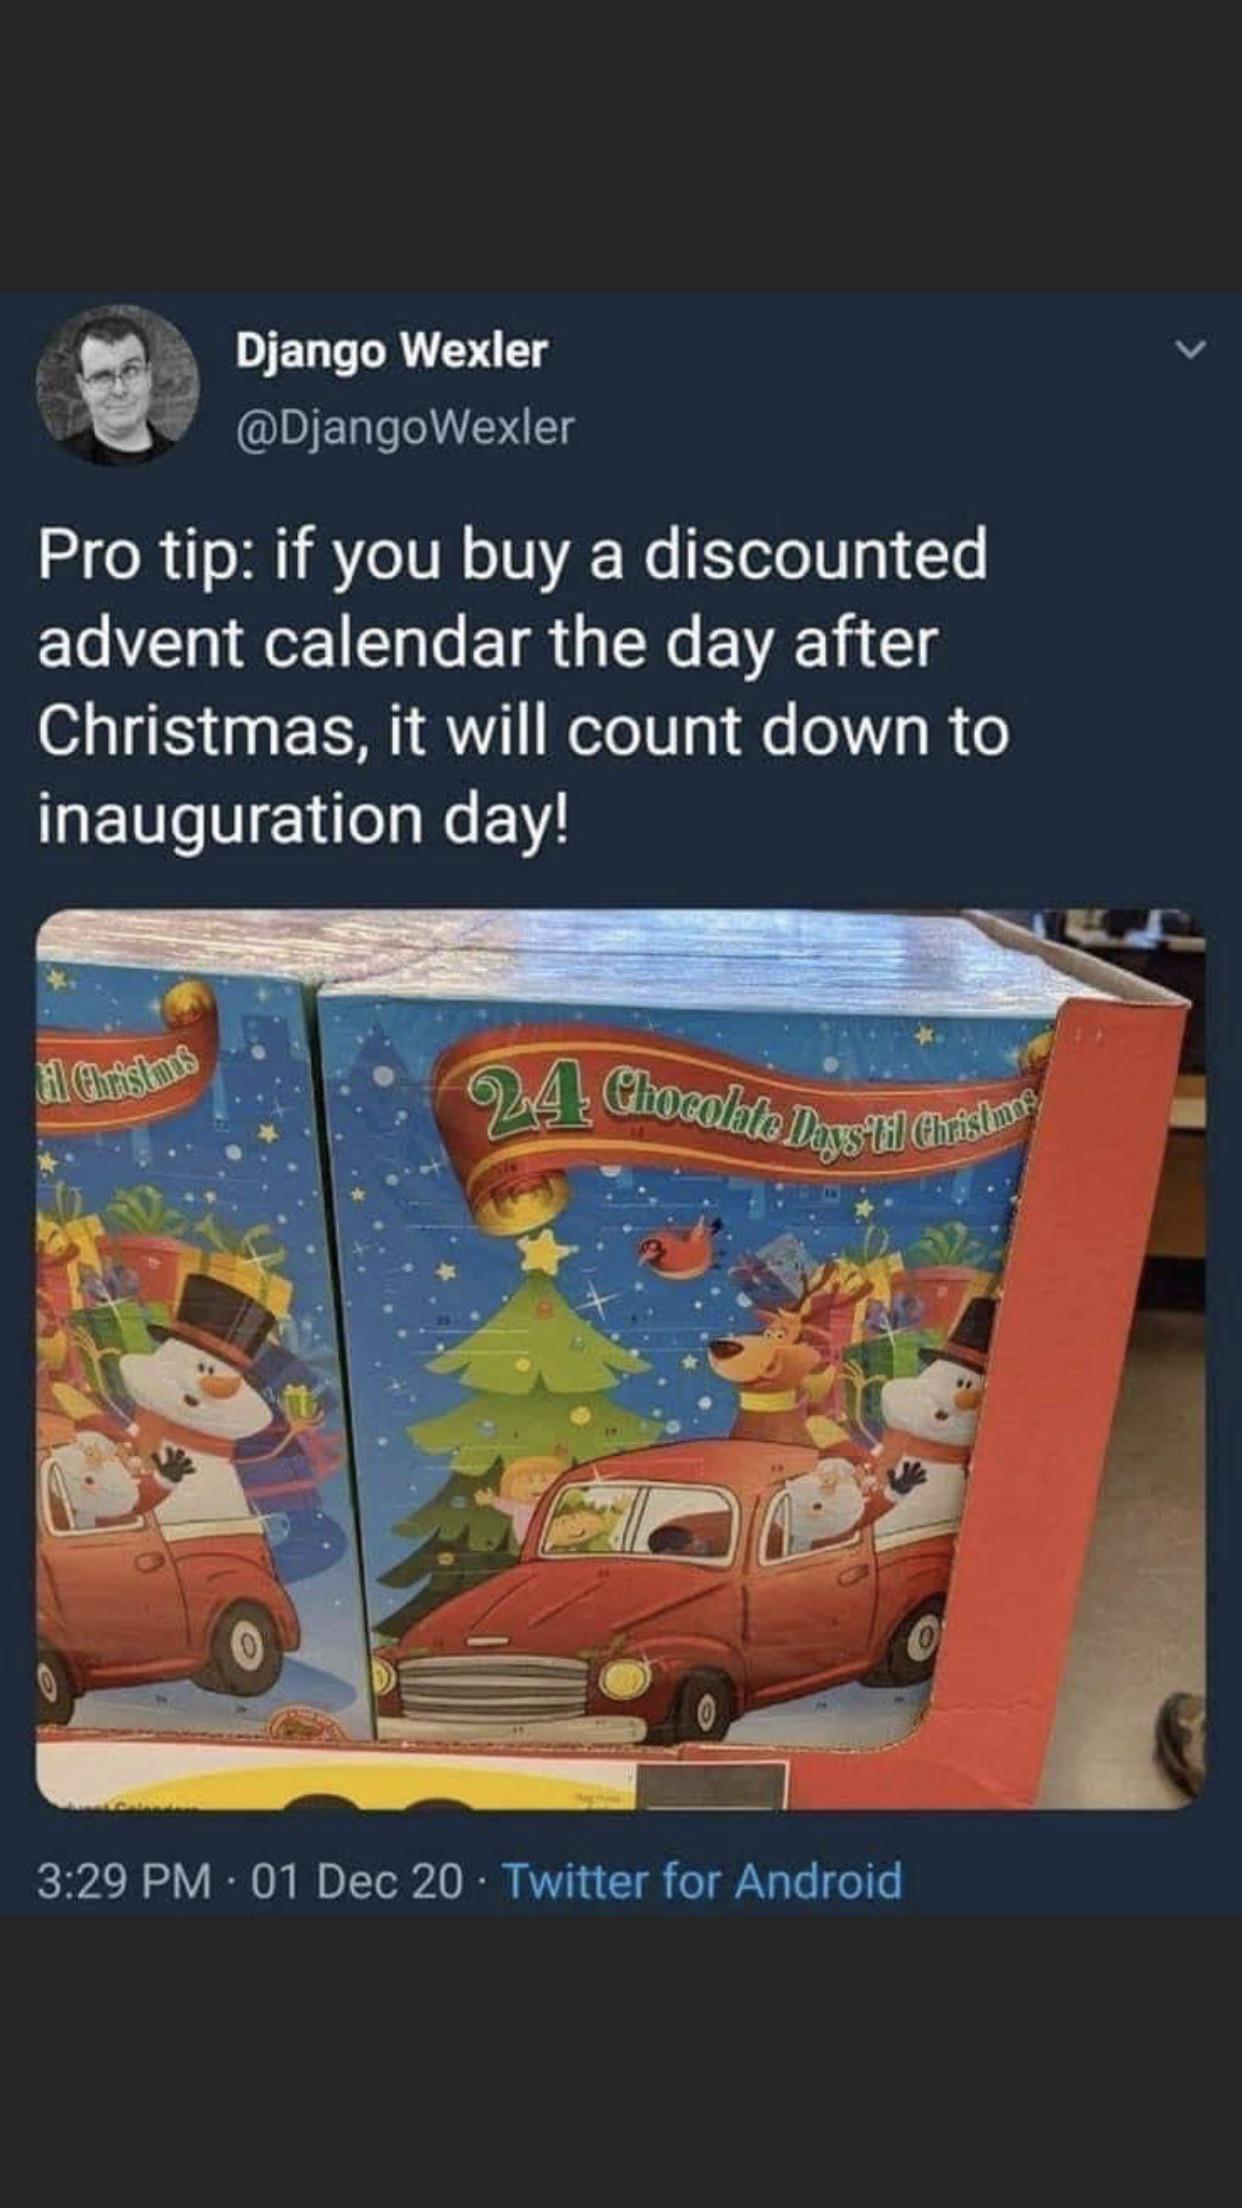 Django Wexler
@DjangoWexler
Pro tip: if you buy a discounted
advent calendar the day after
Christmas, it will count down to
inauguration day!
til Christmas
24 Chocolate Days 'til Christmas
3:29 PM · 01 Dec 20 · Twitter for Android